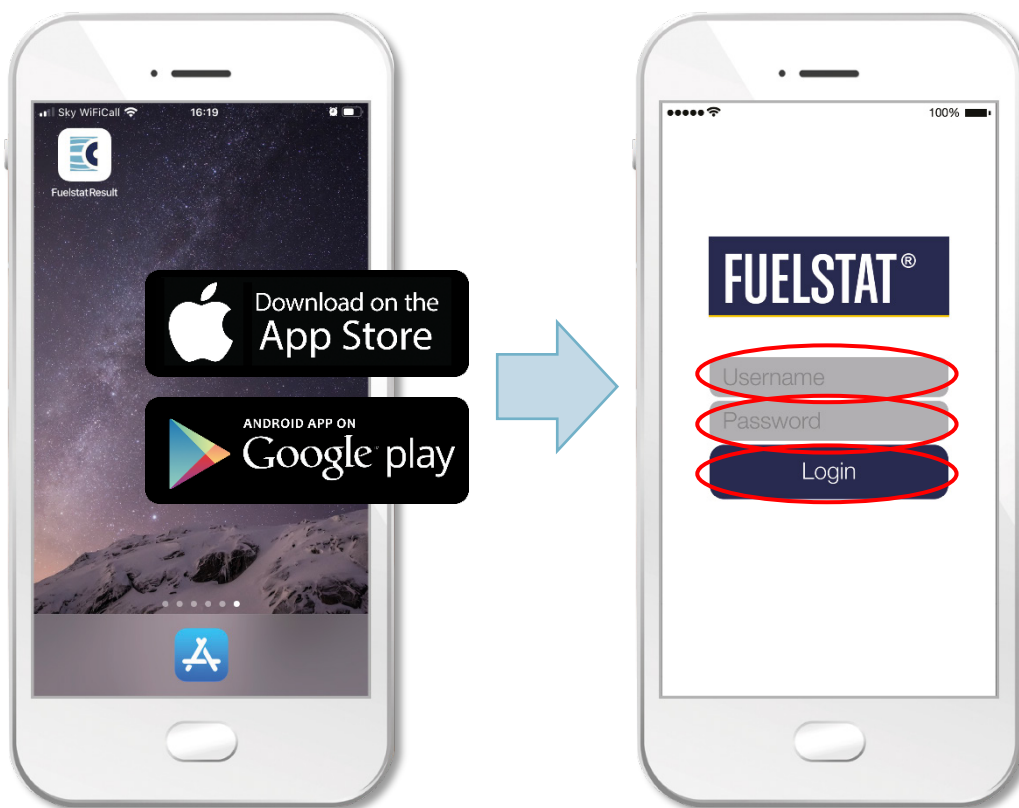 Sky WiFiCall
16:19
FuelstatResult
Download on the
App Store
ANDROID APP ON
Google play
100%
FUELSTAT®
Username
Password
Login